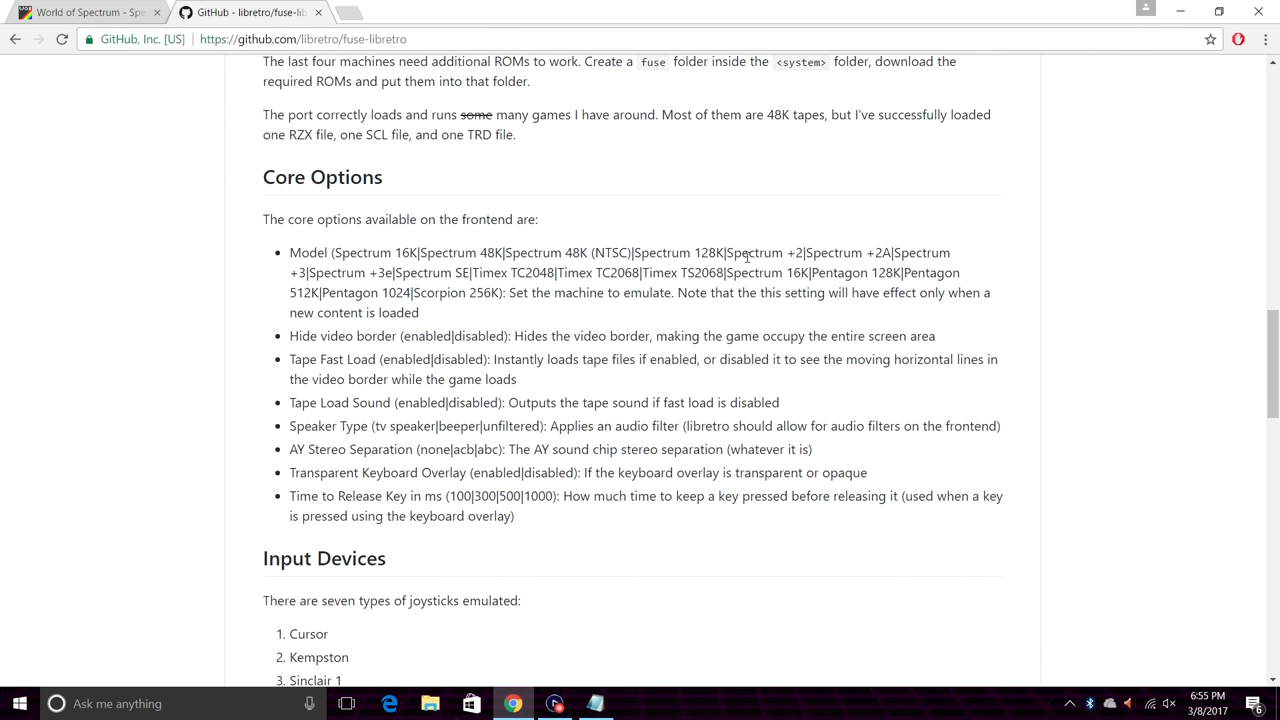 World of Spectrum - Spe
GitHub - libretro/fuse-lib
GitHub, Inc. [US]
https://github.com/libretro/fuse-libretro
The last four machines need additional ROMs to work. Create a fuse folder inside the <system> folder, download the
required ROMs and put them into that folder.
The port correctly loads and runs some many games I have around. Most of them are 48K tapes, but I've successfully loaded
one RZX file, one SCL file, and one TRD file.
Core Options
The core options available on the frontend are:
Model (Spectrum 16K|Spectrum 48K|Spectrum 48K (NTSC)|Spectrum 128K|Spectrum +2|Spectrum +2A|Spectrum
+3|Spectrum +3e|Spectrum SE|Timex TC2048|Timex TC2068|Timex TS2068|Spectrum 16K|Pentagon 128K|Pentagon
512K|Pentagon 1024|Scorpion 256K): Set the machine to emulate. Note that the this setting will have effect only when a
new content is loaded
Hide video border (enabled|disabled): Hides the video border, making the game occupy the entire screen area
Tape Fast Load (enabled|disabled): Instantly loads tape files if enabled, or disabled it to see the moving horizontal lines in
the video border while the game loads
Tape Load Sound (enabled|disabled): Outputs the tape sound if fast load is disabled
Speaker Type (tv speaker|beeper|unfiltered): Applies an audio filter (libretro should allow for audio filters on the frontend)
AY Stereo Separation (none|acb|abc): The AY sound chip stereo separation (whatever it is)
Transparent Keyboard Overlay (enabled|disabled): If the keyboard overlay is transparent or opaque
Time to Release Key in ms (100|300|500|1000): How much time to keep a key pressed before releasing it (used when a key
is pressed using the keyboard overlay)
Input Devices
There are seven types of joysticks emulated:
1. Cursor
2. Kempston
3. Sinclair 1
Ask me anything
6:55 PM
3/8/2017
6